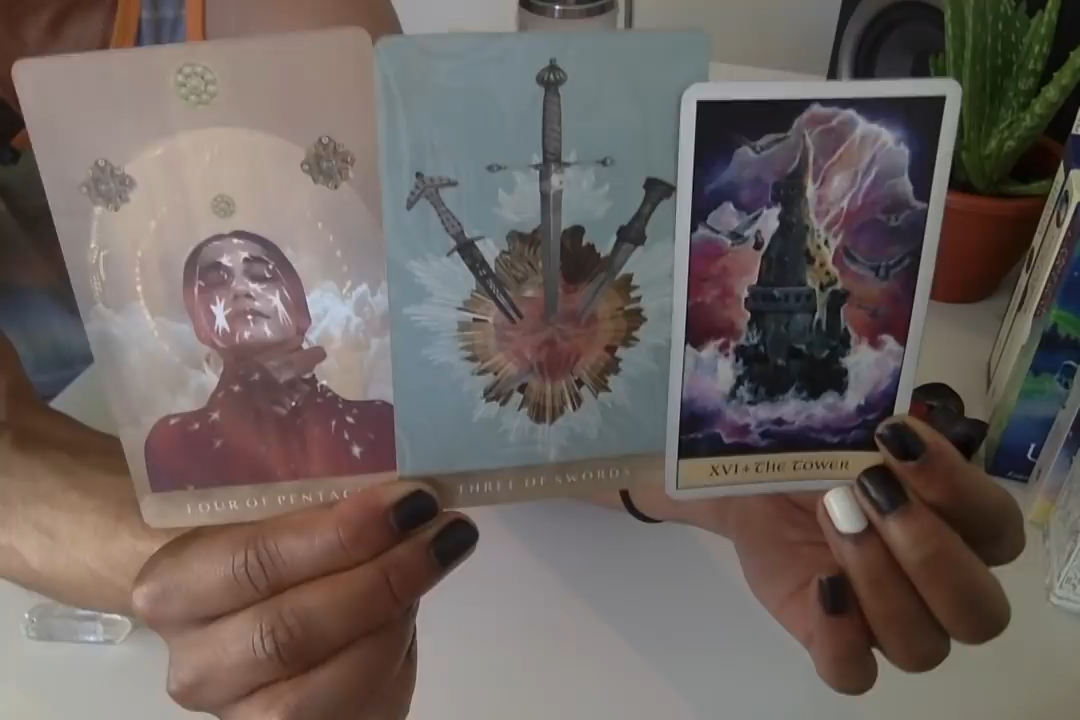 FOUR OF PENTAC
THREE OF SWORDS
XVI + THE TOWER